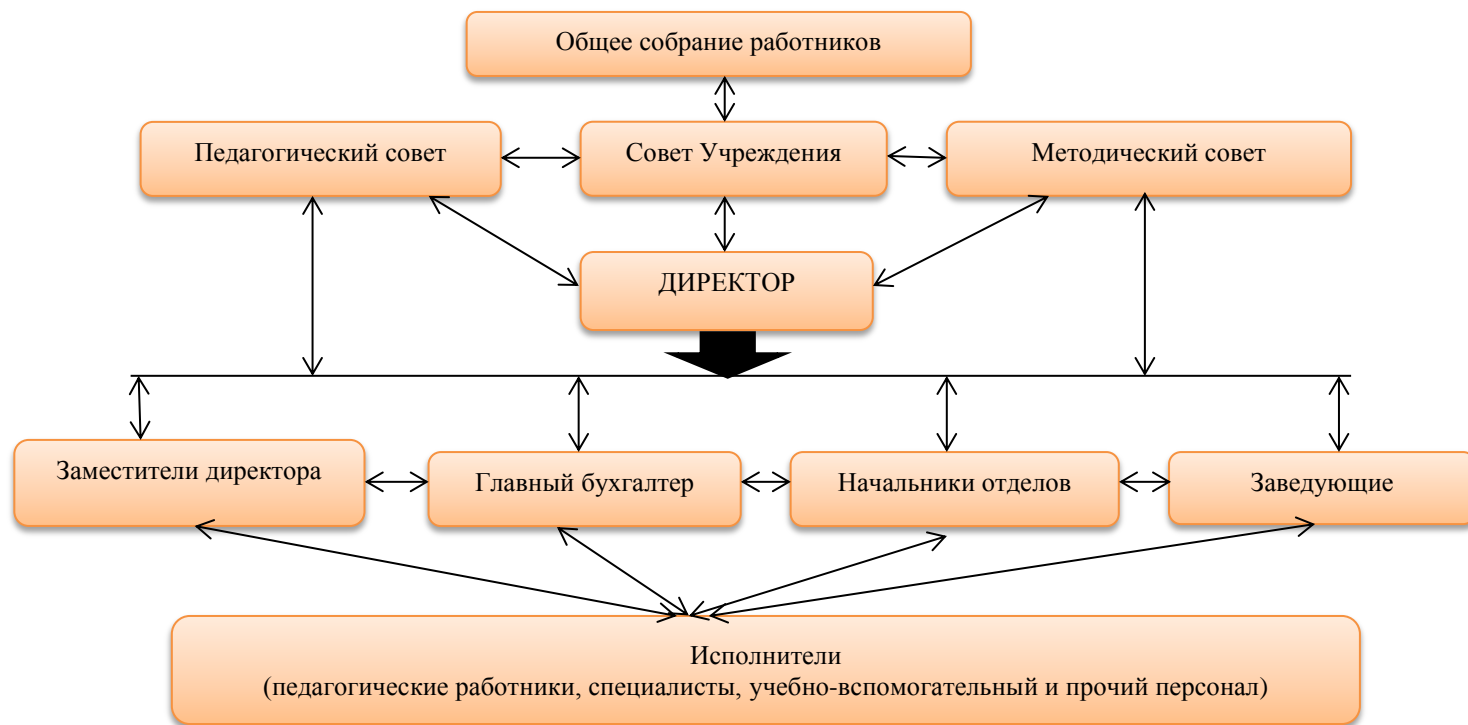 Общее собрание работников
Педагогический совет
Совет Учреждения
Методический совет
ДИРЕКТОР
Заместители директора
Главный бухгалтер
Начальники отделов
Заведующие
Исполнители
(педагогические работники, специалисты, учебно-вспомогательный и прочий персонал)